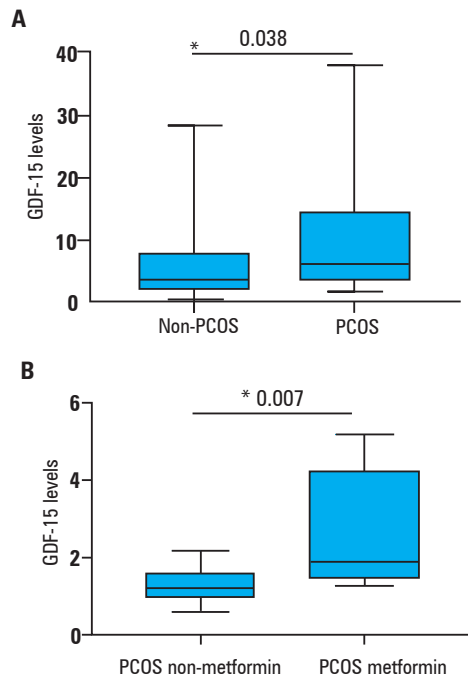 A
* 0.038
GDF-15 levels
40
30
20
10
0
Non-PCOS PCOS
B
* 0.007
GDF-15 levels
6
4
2
0
PCOS non-metformin PCOS metformin